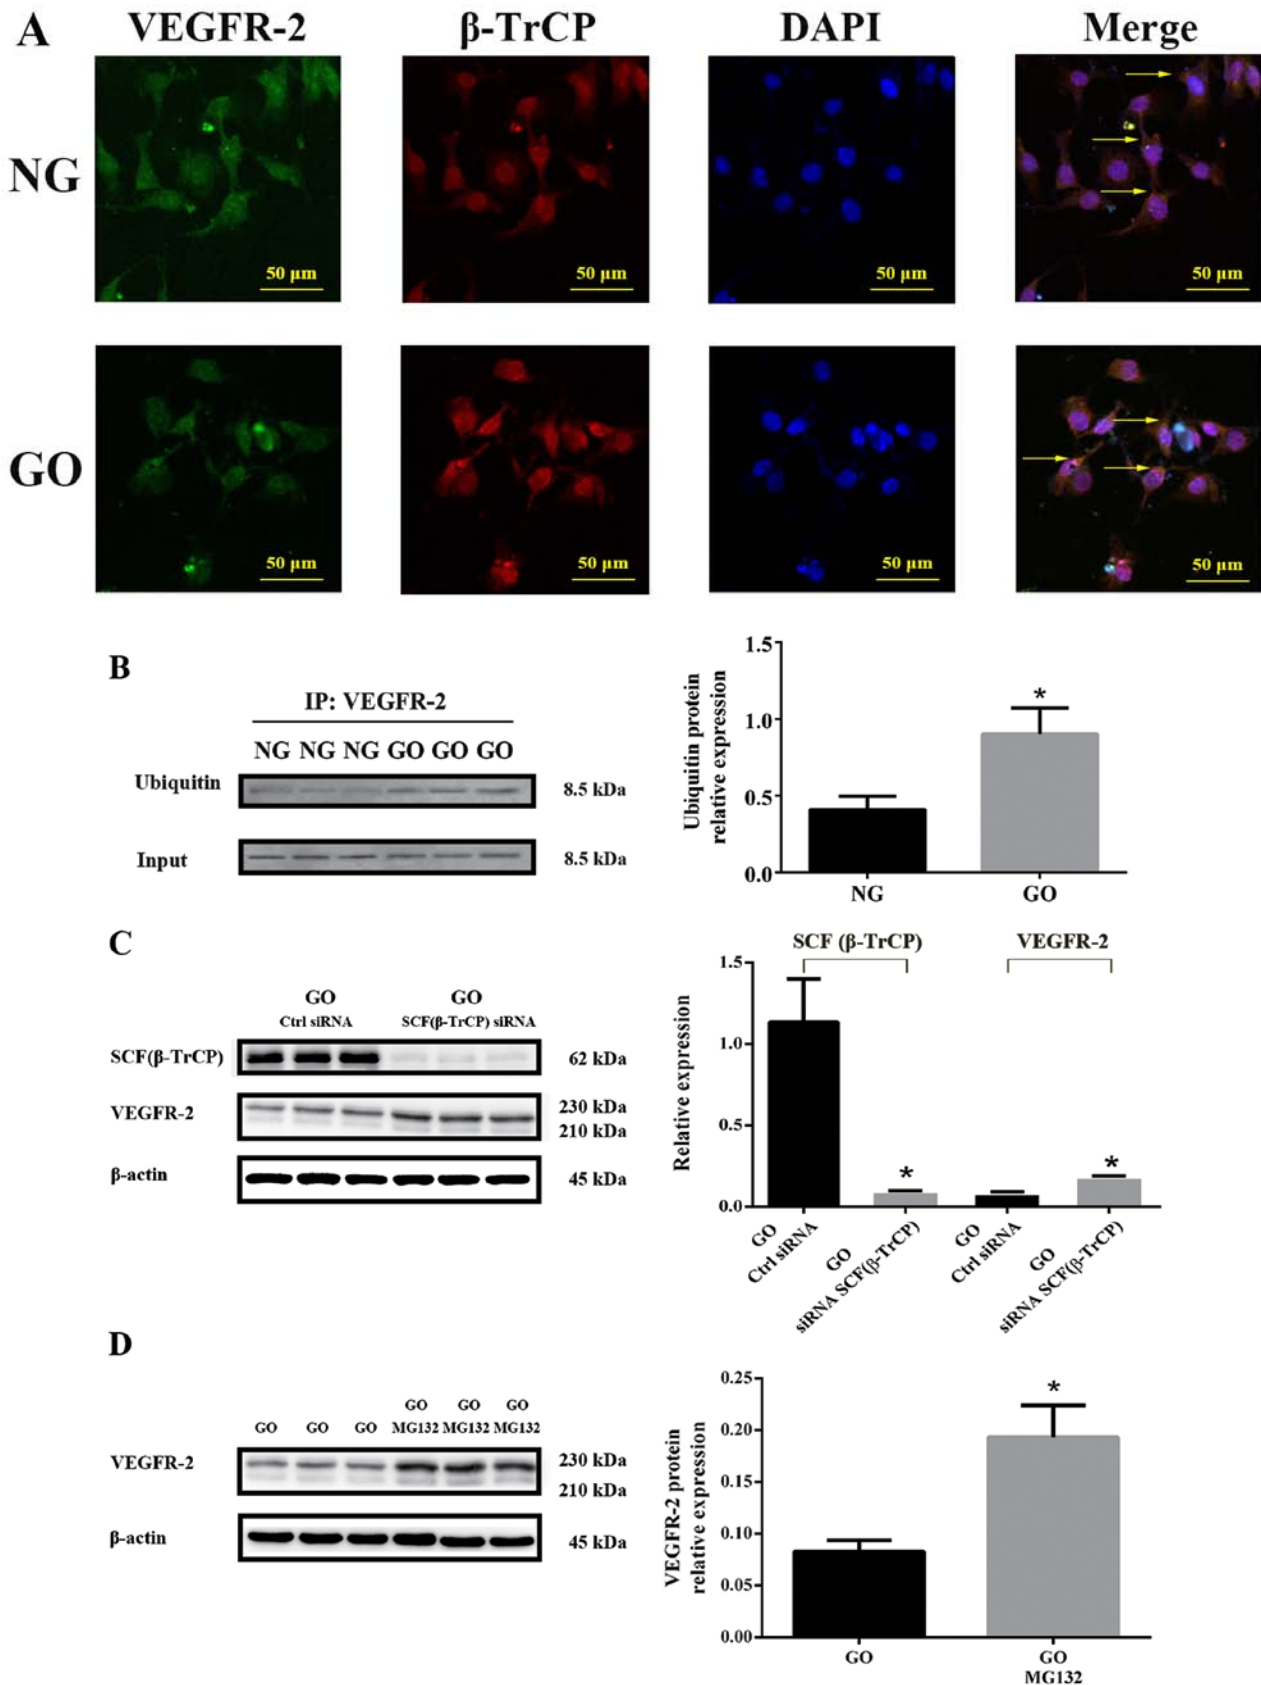 A
VEGFR-2 β-TrCP DAPI Merge
NG
50 μm 50 μm 50 μm 50 μm
GO
50 μm 50 μm 50 μm 50 μm
B
IP: VEGFR-2
NG NG NG GO GO GO
Ubiquitin 8.5 kDa
Input 8.5 kDa
Ubiquitin protein
relative expression
1.5
1.0
0.5
0.0
*
NG GO
C
GO GO
Ctrl siRNA SCF(β-TrCP) siRNA
SCF(β-TrCP) 62 kDa
VEGFR-2 230 kDa
210 kDa
β-actin 45 kDa
SCF (β-TrCP) VEGFR-2
Relative expression
1.5
1.0
0.5
0.0
* *
GO
Ctrl siRNA
GO
siRNA SCF(β-TrCP)
GO
Ctrl siRNA
GO
siRNA SCF(β-TrCP)
D
GO GO GO
GO GO GO MG132 MG132 MG132
VEGFR-2 230 kDa
210 kDa
β-actin 45 kDa
VEGFR-2 protein
relative expression
0.25
0.20
0.15
0.10
0.05
0.00
*
GO GO
MG132